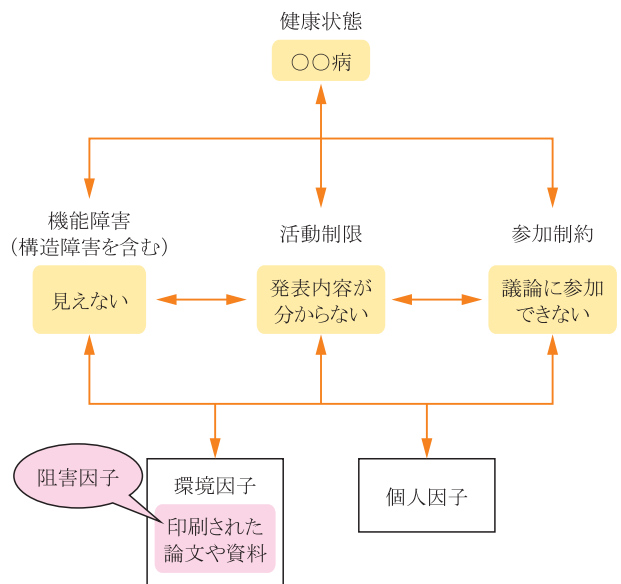 健康状態
○○病
機能障害
（構造障害を含む）
活動制限
参加制約
見えない
発表内容が
分からない
議論に参加
できない
阻害因子
環境因子
印刷された
論文や資料
個人因子